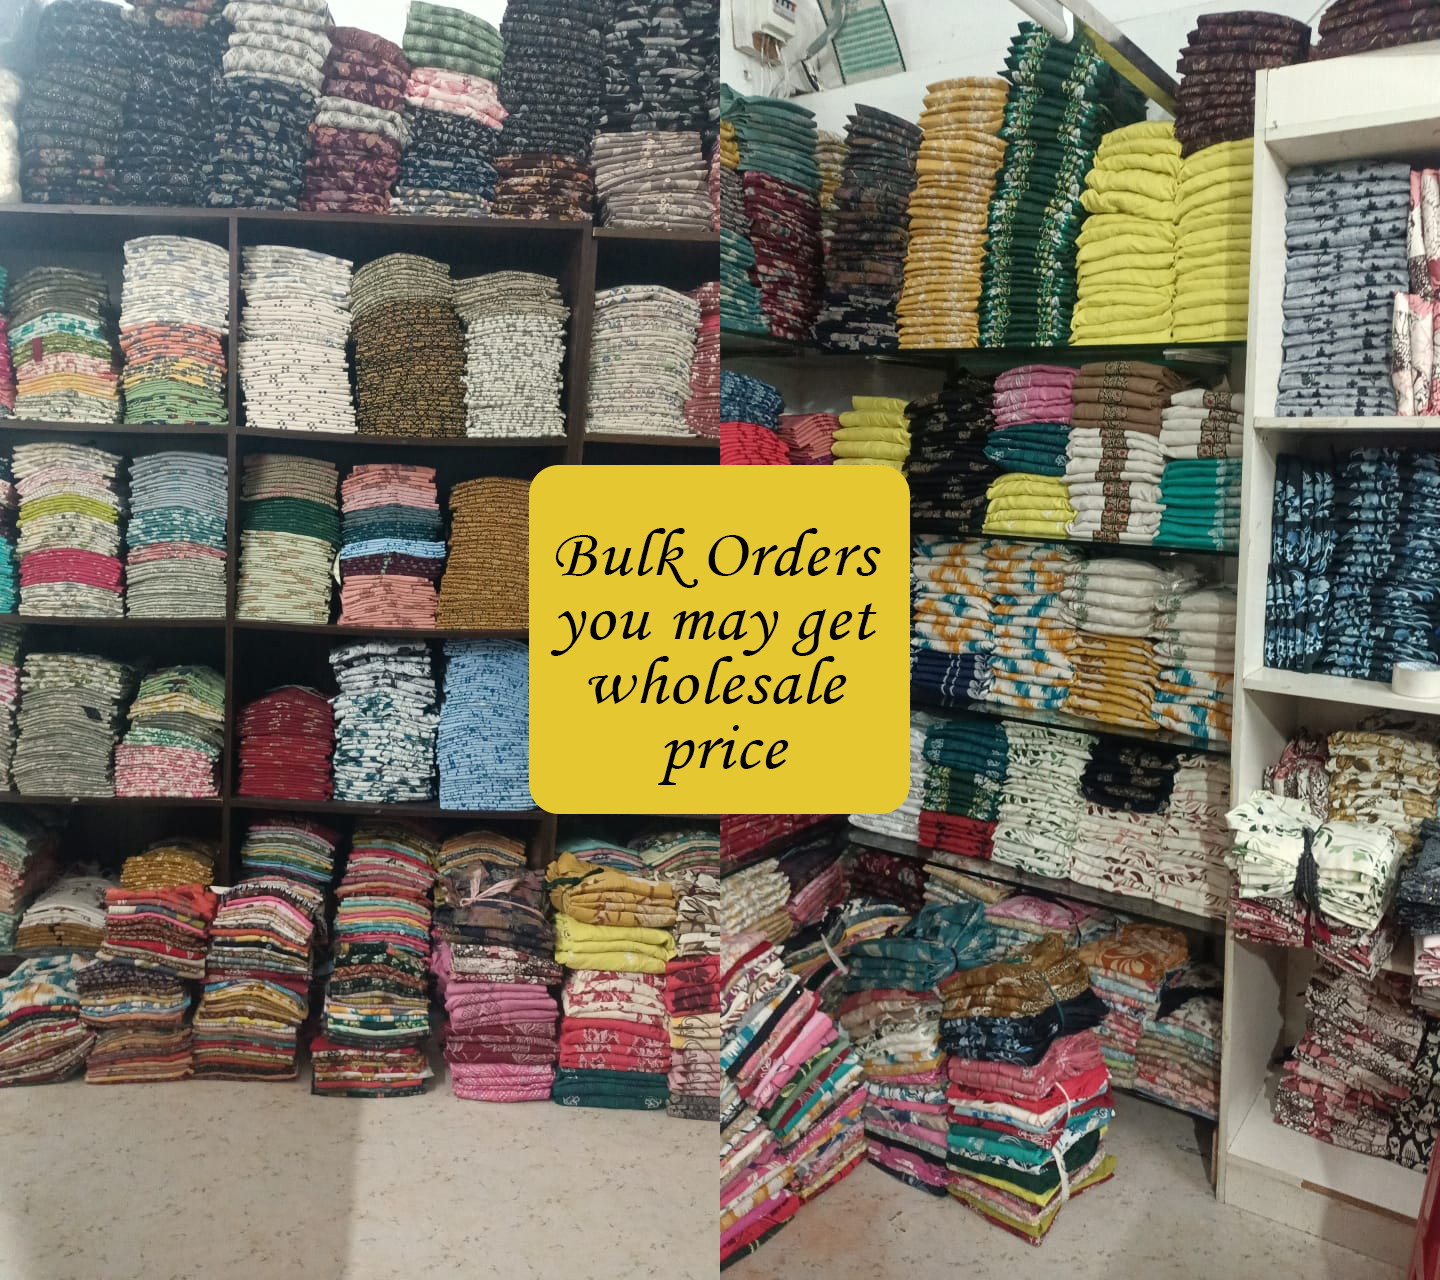 Bulk Orders
you may get
wholesale
price